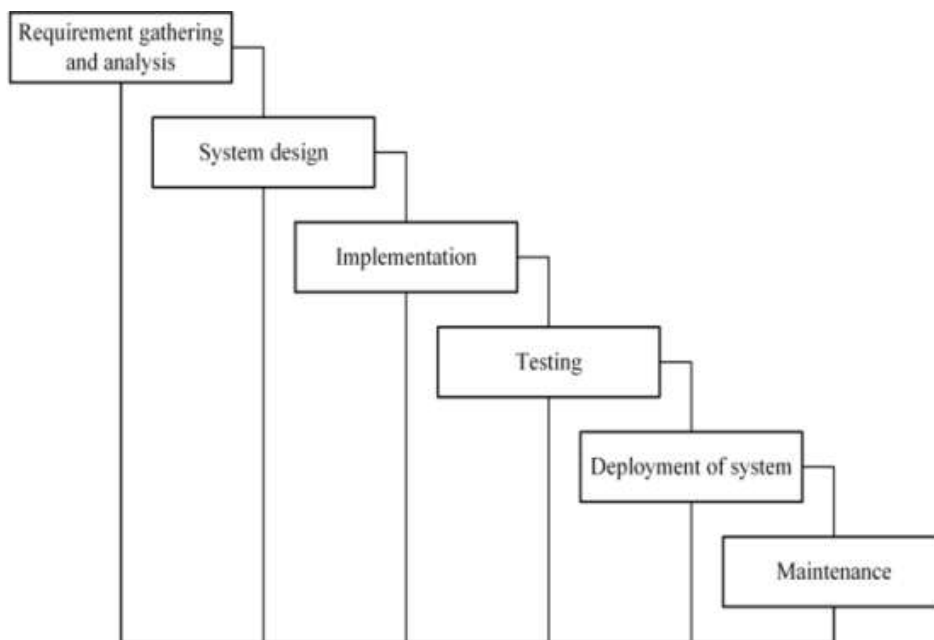 Requirement gathering
and analysis
System design
Implementation
Testing
Deployment of system
Maintenance